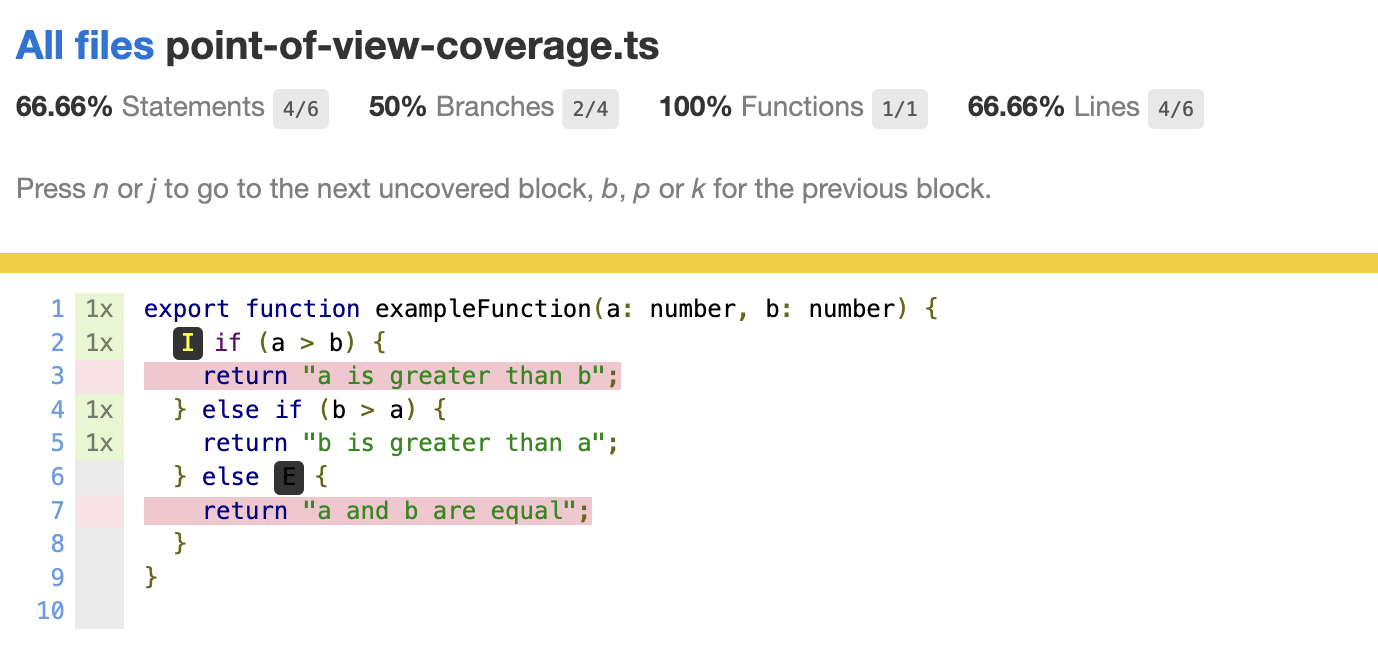 All files point-of-view-coverage.ts
66.66% Statements 4/6 50% Branches 2/4 100% Functions 1/1 66.66% Lines 4/6
Press n or j to go to the next uncovered block, b, p or k for the previous block.
1 1x export function exampleFunction(a: number, b: number) {
2 1x I if (a > b) {
3 return "a is greater than b";
4 1x } else if (b > a) {
5 1x return "b is greater than a";
6 } else E {
7 return "a and b are equal";
8 }
9 }
10